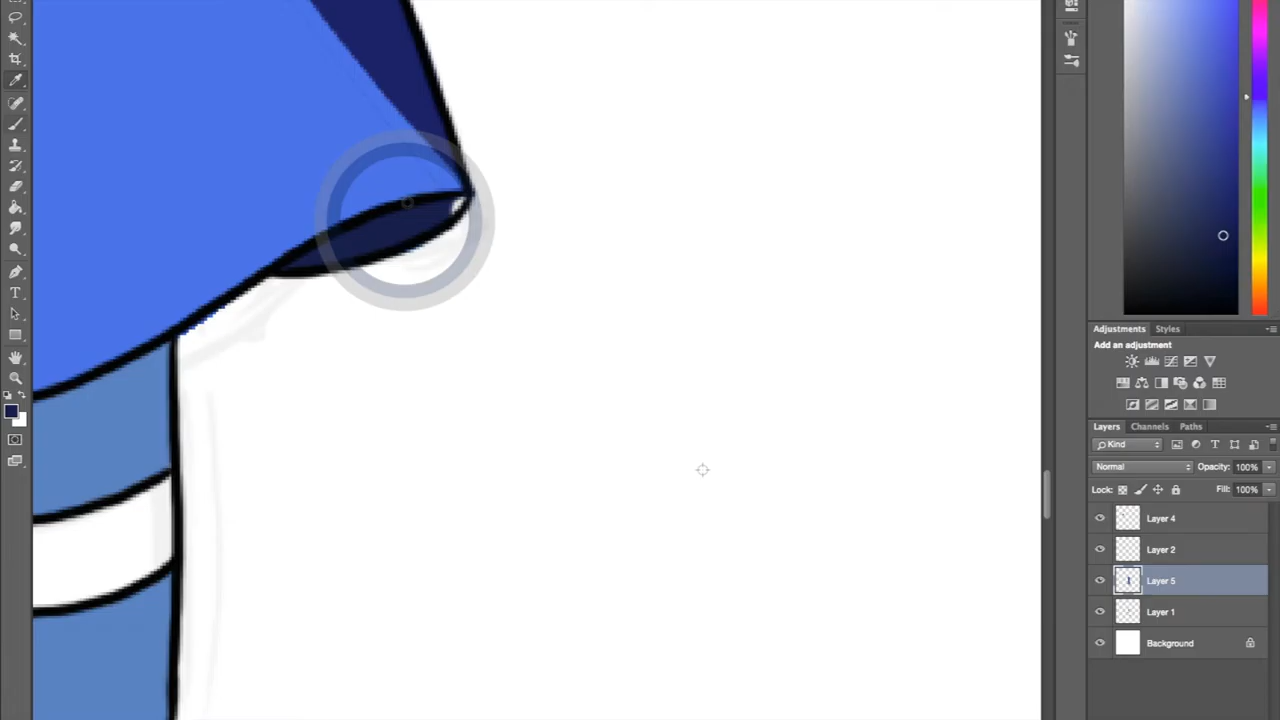 Adjustments Styles
Add an adjustment
Layers Channels Paths
Kind
Normal Opacity: 100%
Lock: Fill: 100%
Layer 4
Layer 2
Layer 5
Layer 1
Background